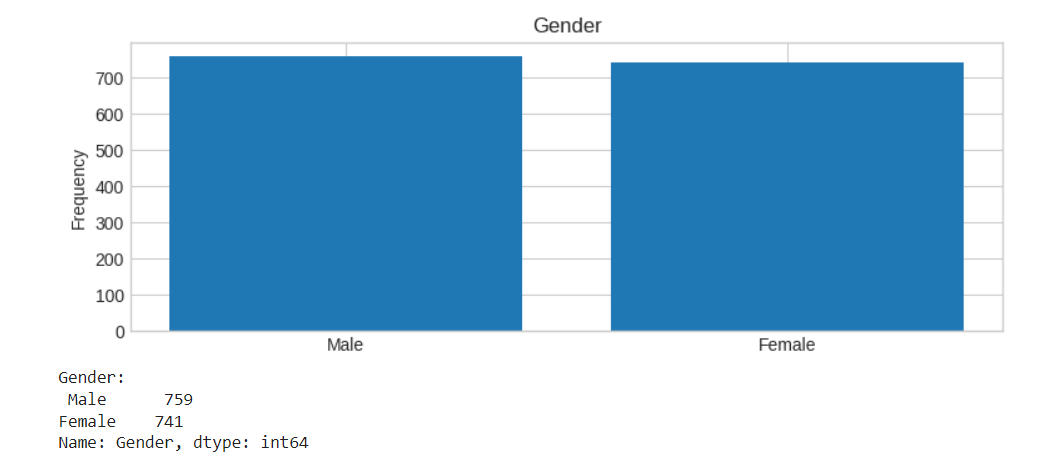 Gender
700
600
500
400
300
200
100
0
Frequency
Male Female
Gender:
 Male      759
Female    741
Name: Gender, dtype: int64